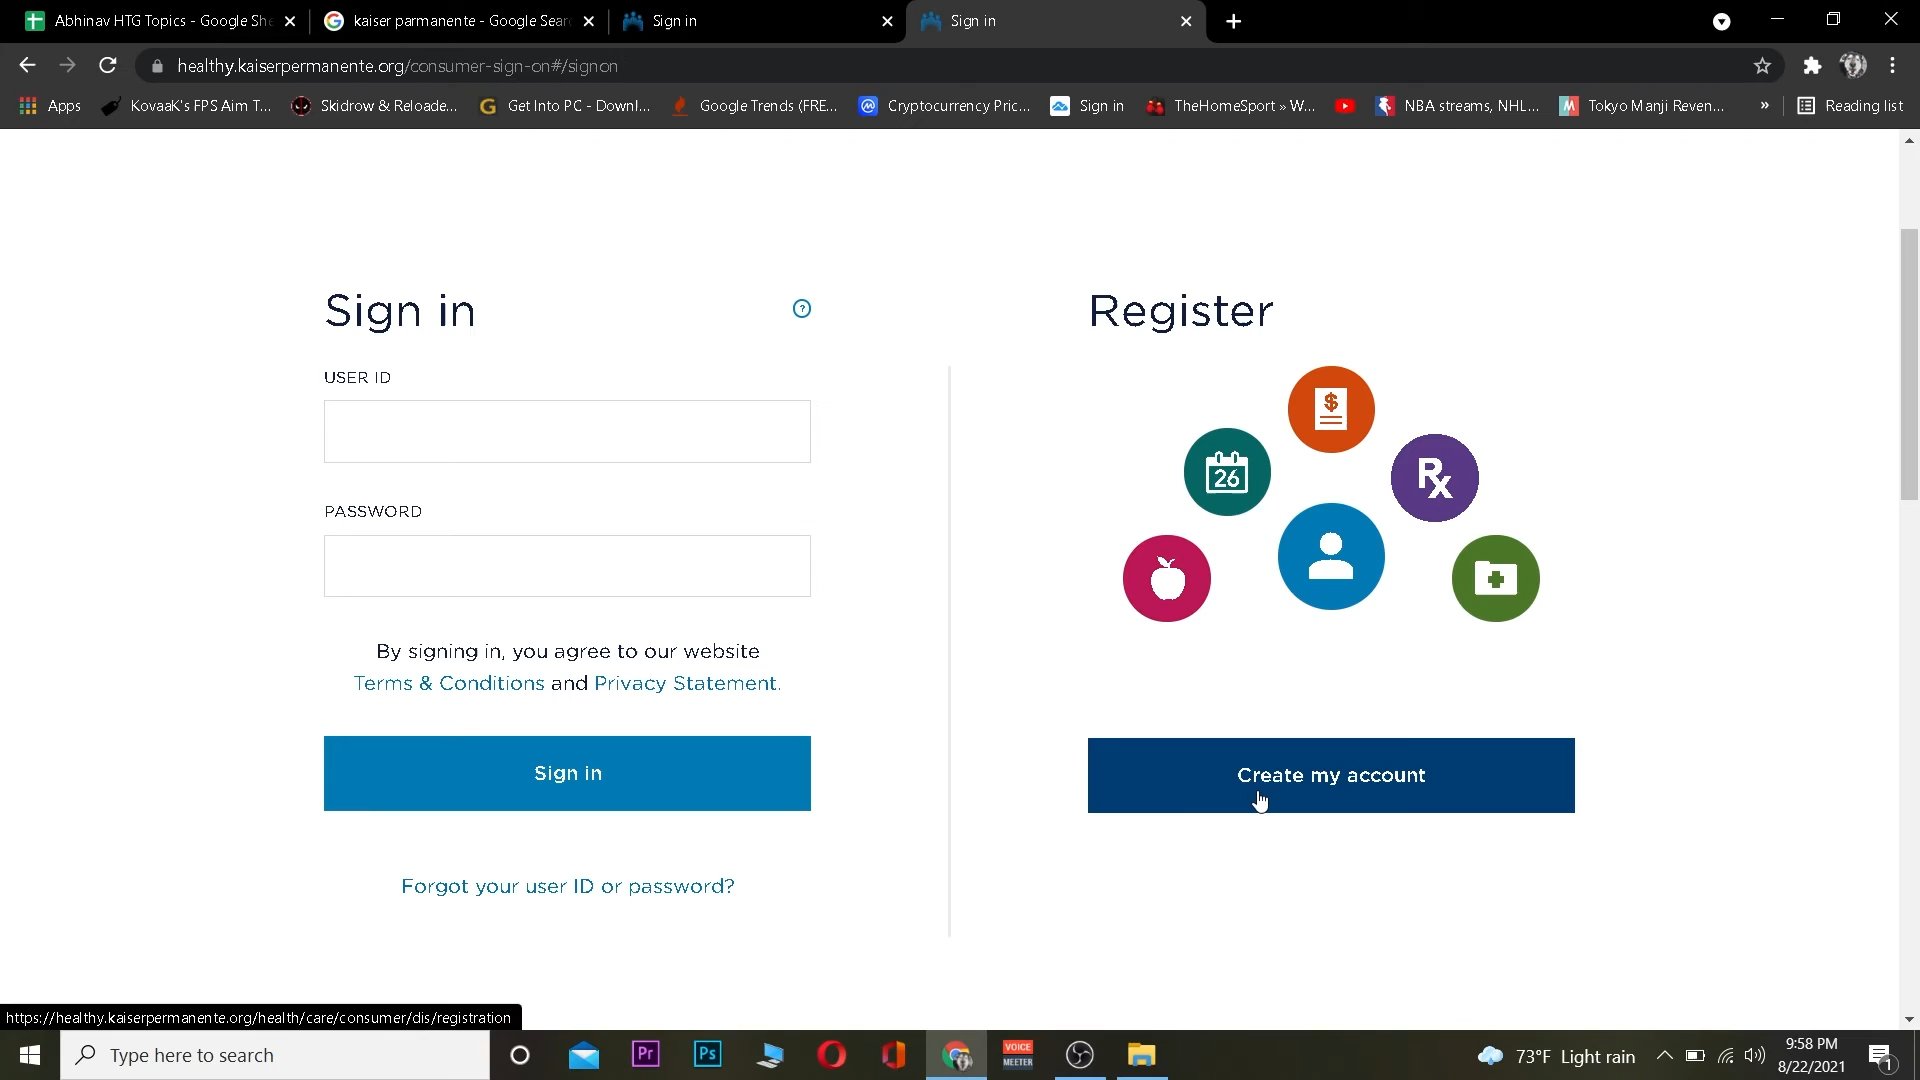 Abhinav HTG Topics - Google She
kaiser parmanente - Google Sear
Sign in
Sign in
healthy.kaiserpermanente.org/consumer-sign-on#/signon
Apps
KovaaK's FPS Aim T...
Skidrow & Reloade...
Get Into PC - Downl...
Google Trends (FRE...
Cryptocurrency Pric...
Sign in
TheHomeSport » W...
NBA streams, NHL...
Tokyo Manji Reven...
»
Reading list
Sign in
?
Register
USER ID
$
26
Rx
PASSWORD
By signing in, you agree to our website
Terms & Conditions and Privacy Statement.
Sign in
Create my account
Forgot your user ID or password?
https://healthy.kaiserpermanente.org/health/care/consumer/dis/registration
Type here to search
Pr
Ps
VOICE
MEETER
73°F Light rain
9:58 PM
8/22/2021
1